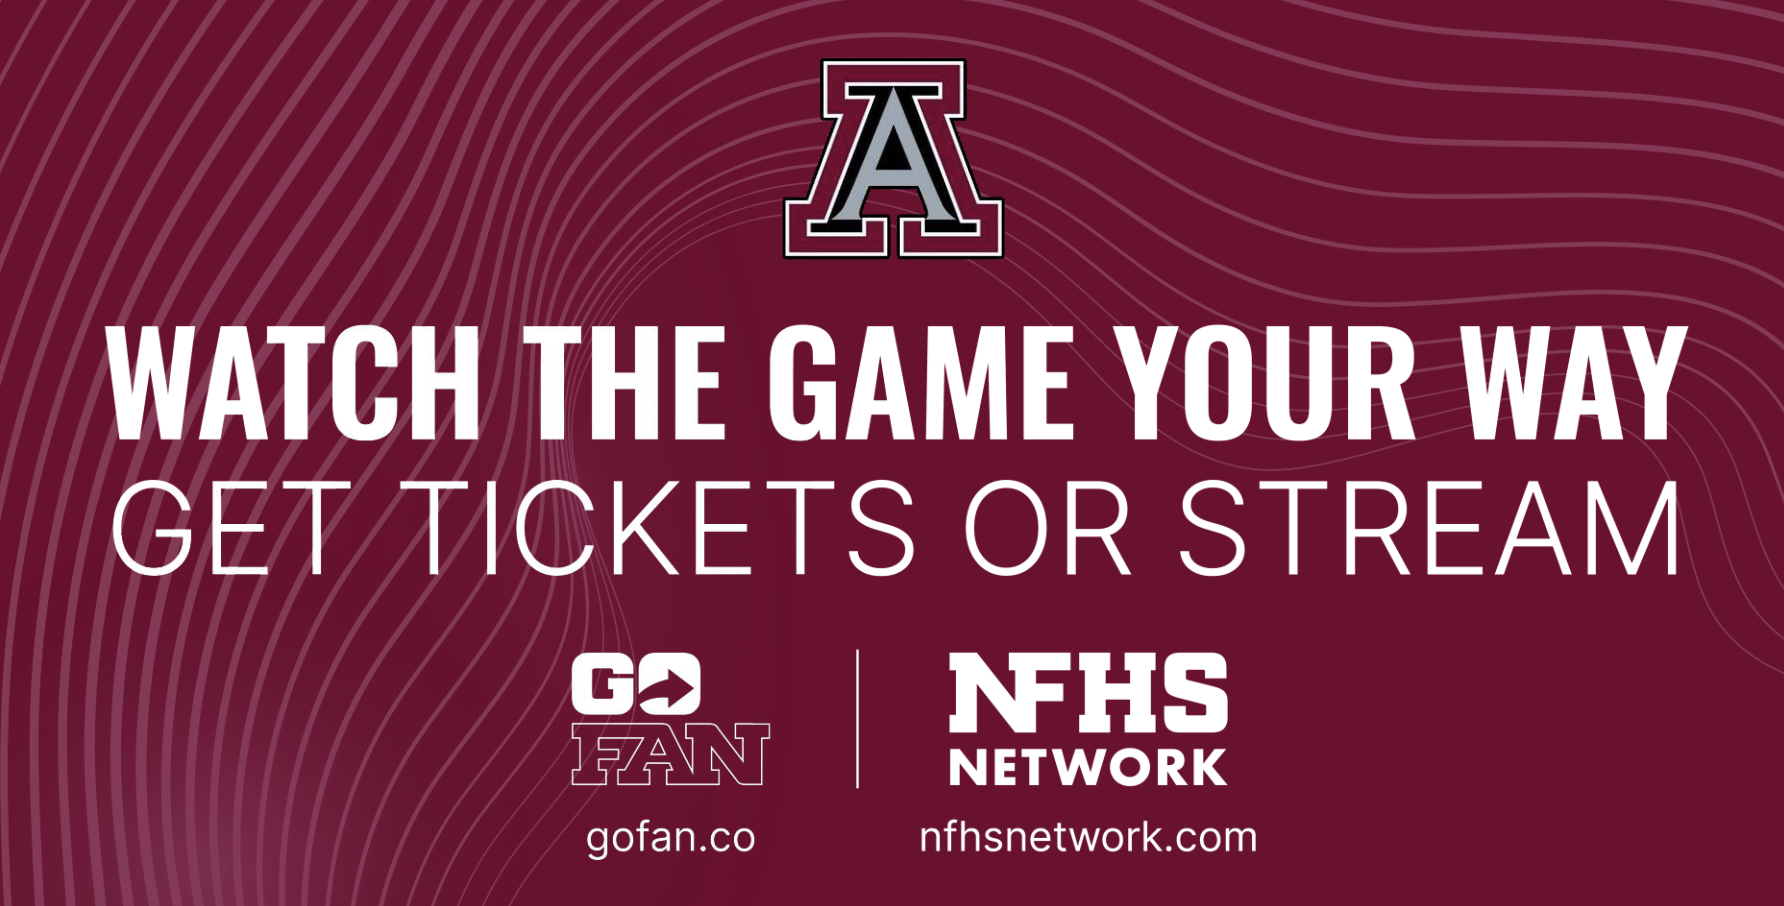 A
WATCH THE GAME YOUR WAY
GET TICKETS OR STREAM
GO
FAN
NFHS
NETWORK
gofan.co
nfhsnetwork.com